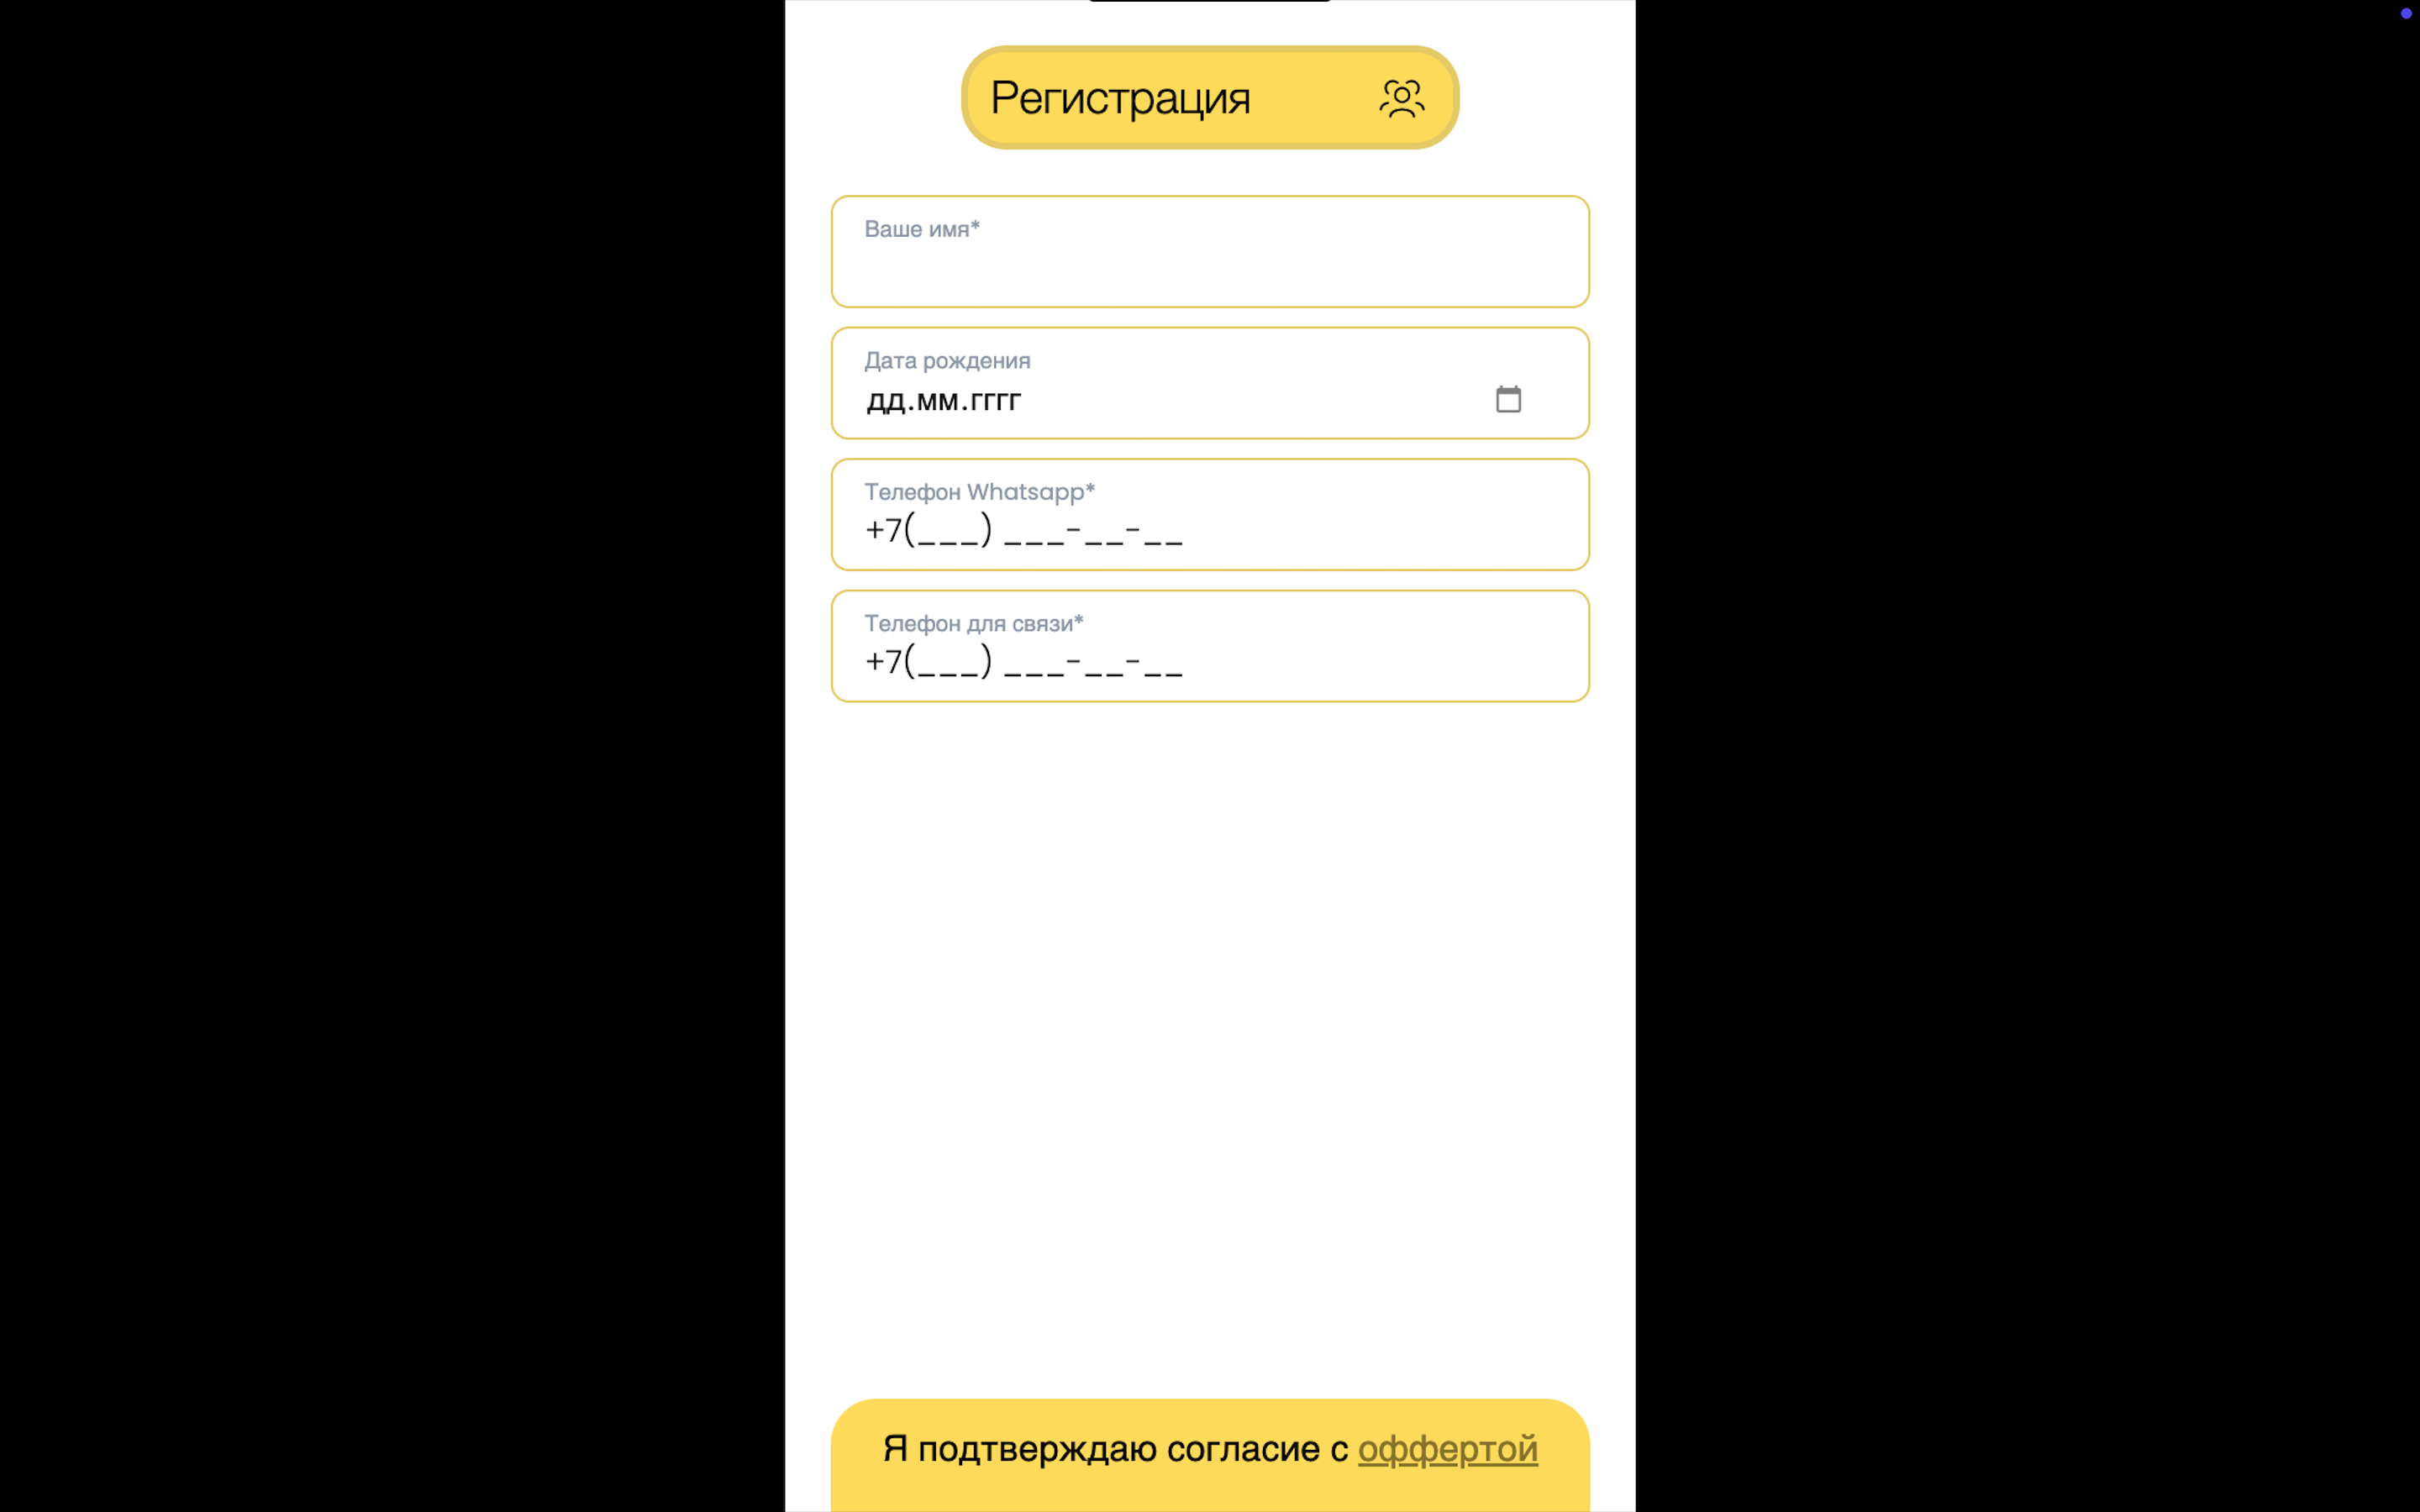 Регистрация
Ваше имя*
Дата рождения
дд.мм.гггг
Телефон Whatsapp*
+7(___) ___-__-__
Телефон для связи*
+7(___) ___-__-__
Я подтверждаю согласие с оффертой